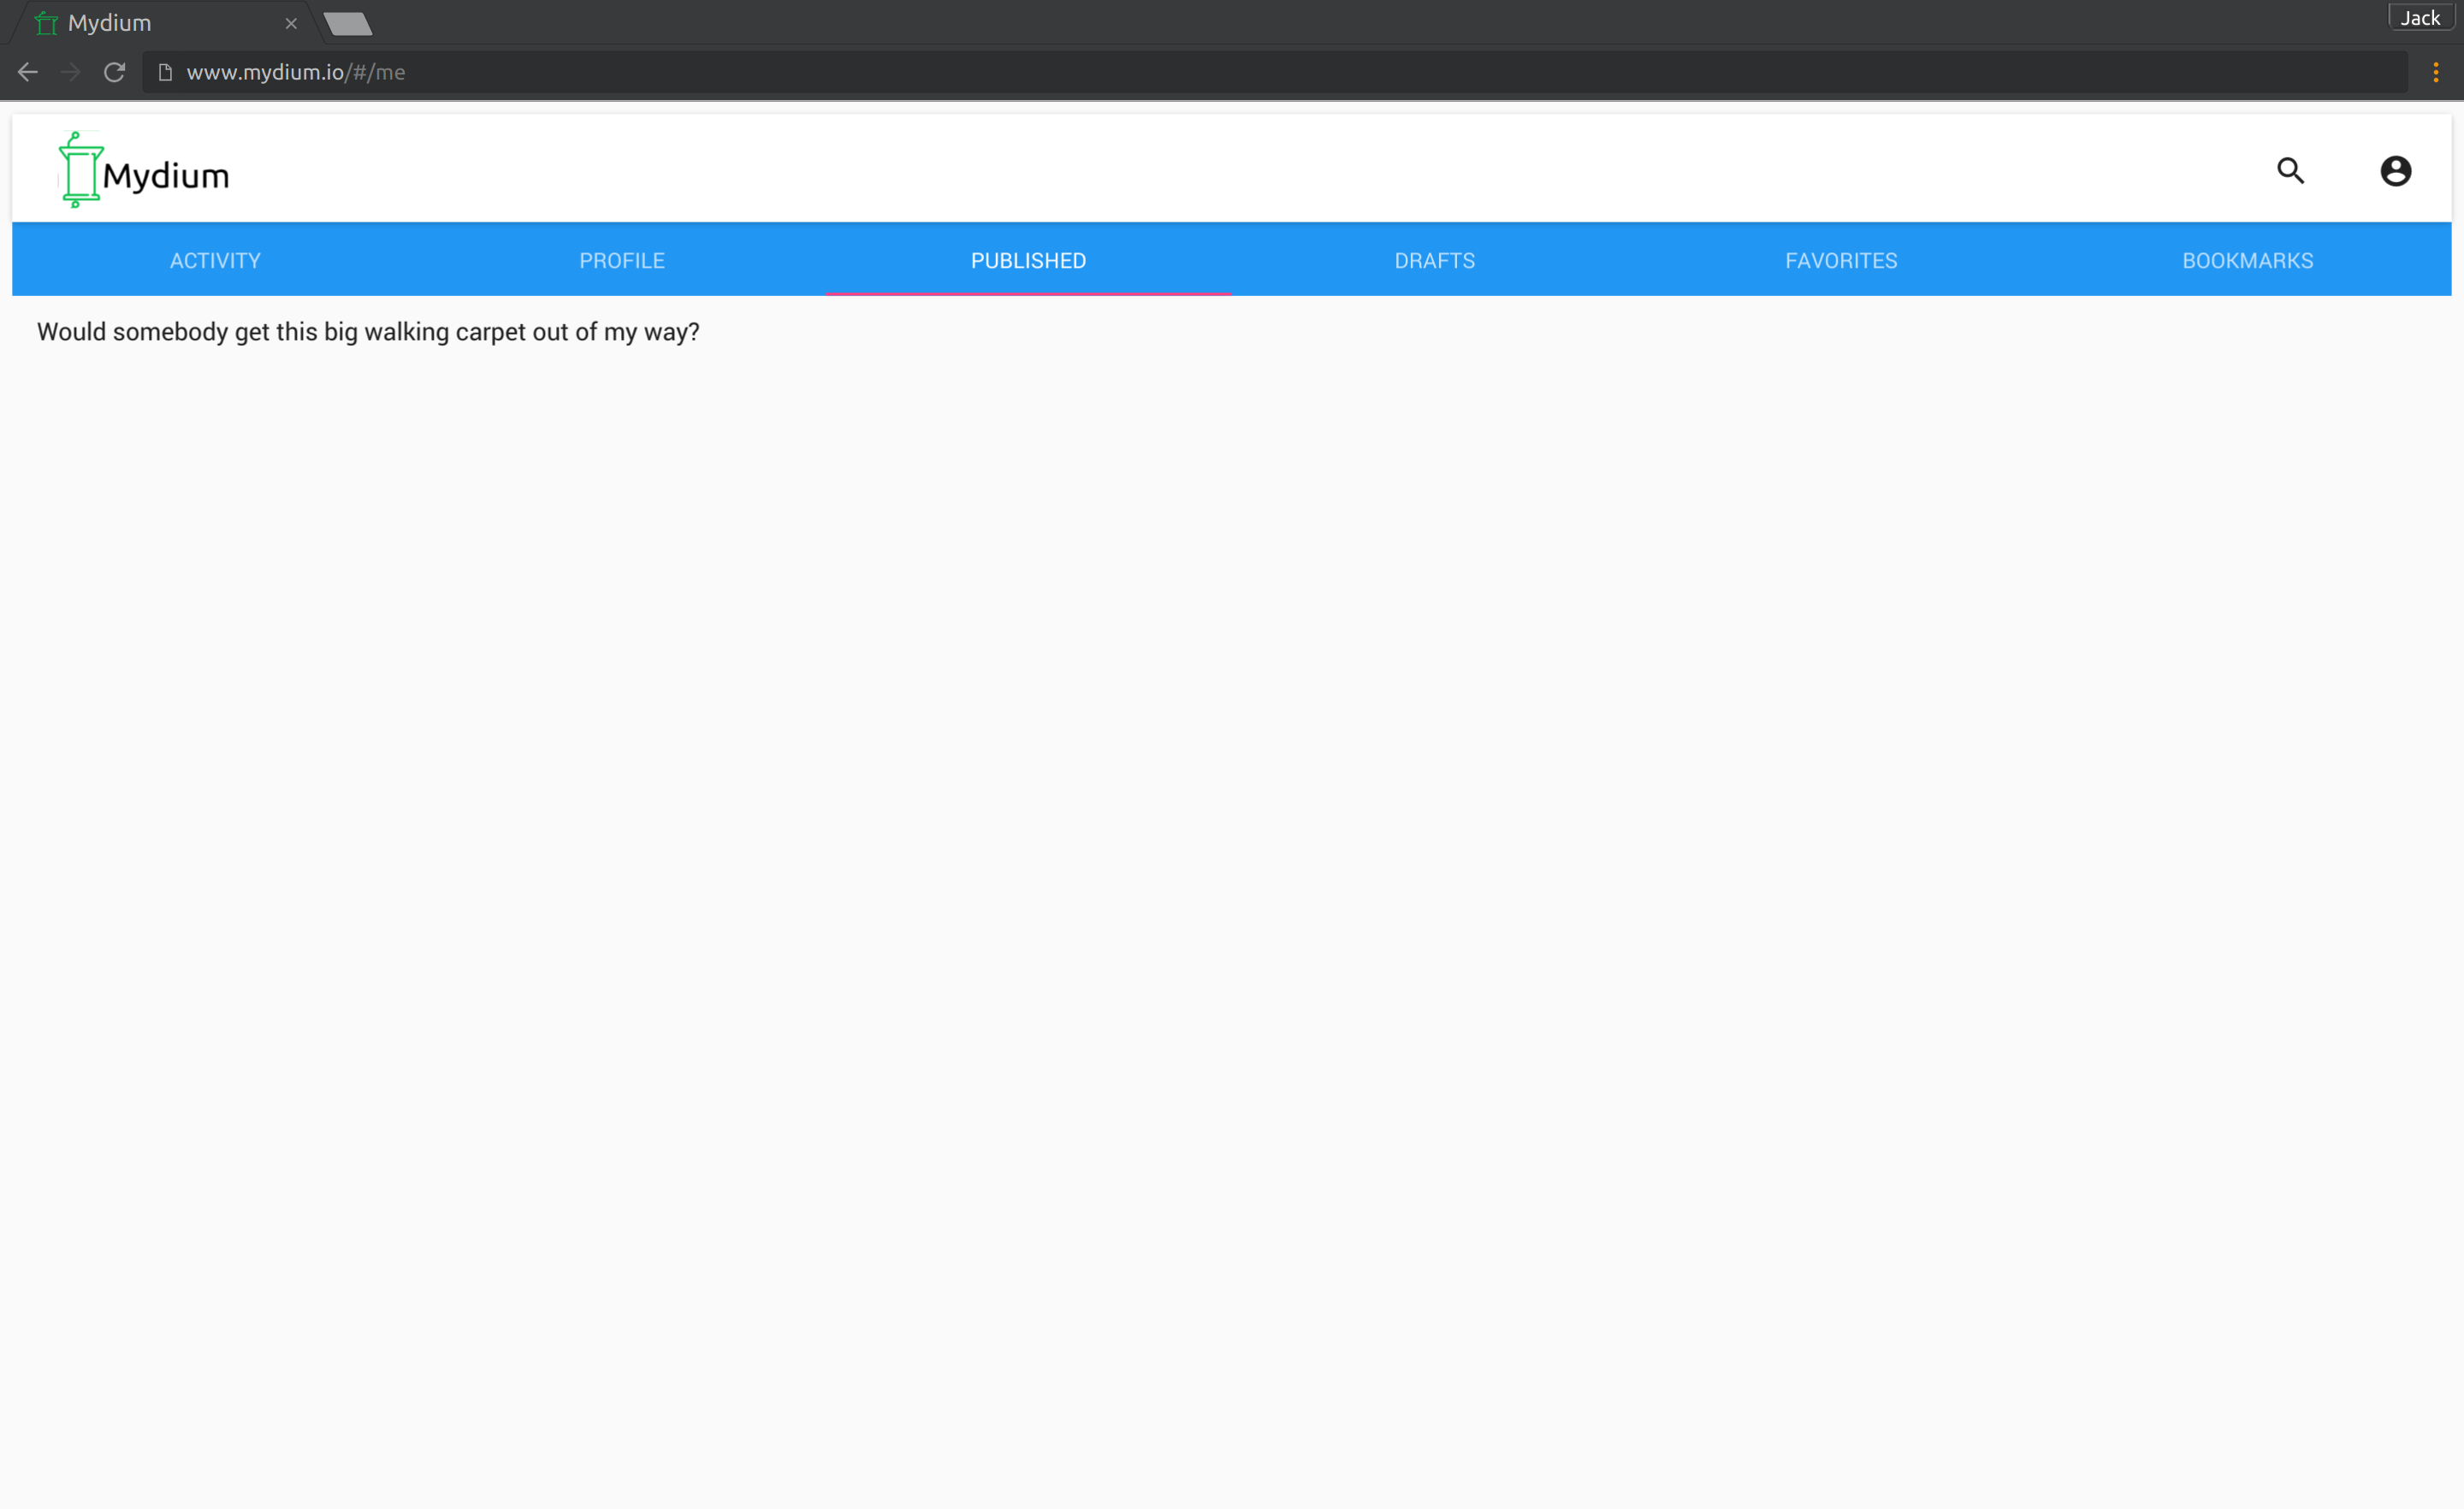 Mydium
Jack
www.mydium.io/#/me
Mydium
ACTIVITY PROFILE PUBLISHED DRAFTS FAVORITES BOOKMARKS
Would somebody get this big walking carpet out of my way?